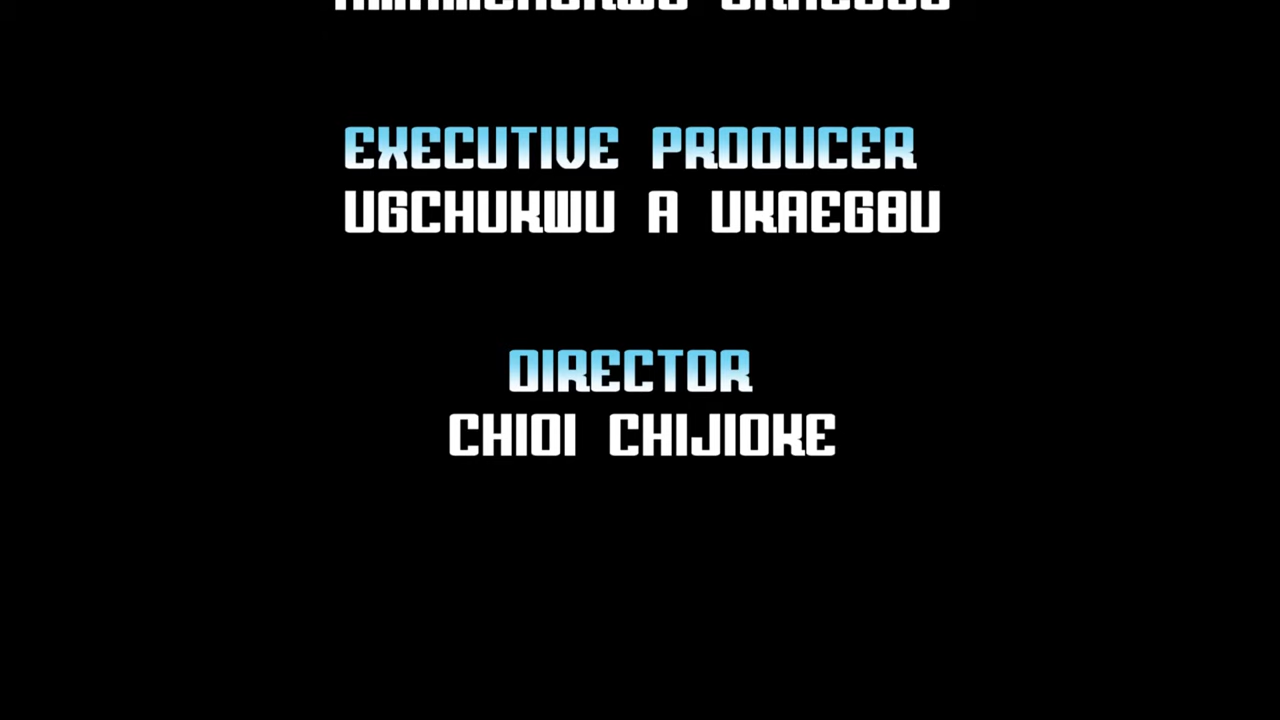 EXECUTIVE PRODUCER
UGCHUKWU A UKAEGBU
DIRECTOR
CHIDI CHIJIOKE